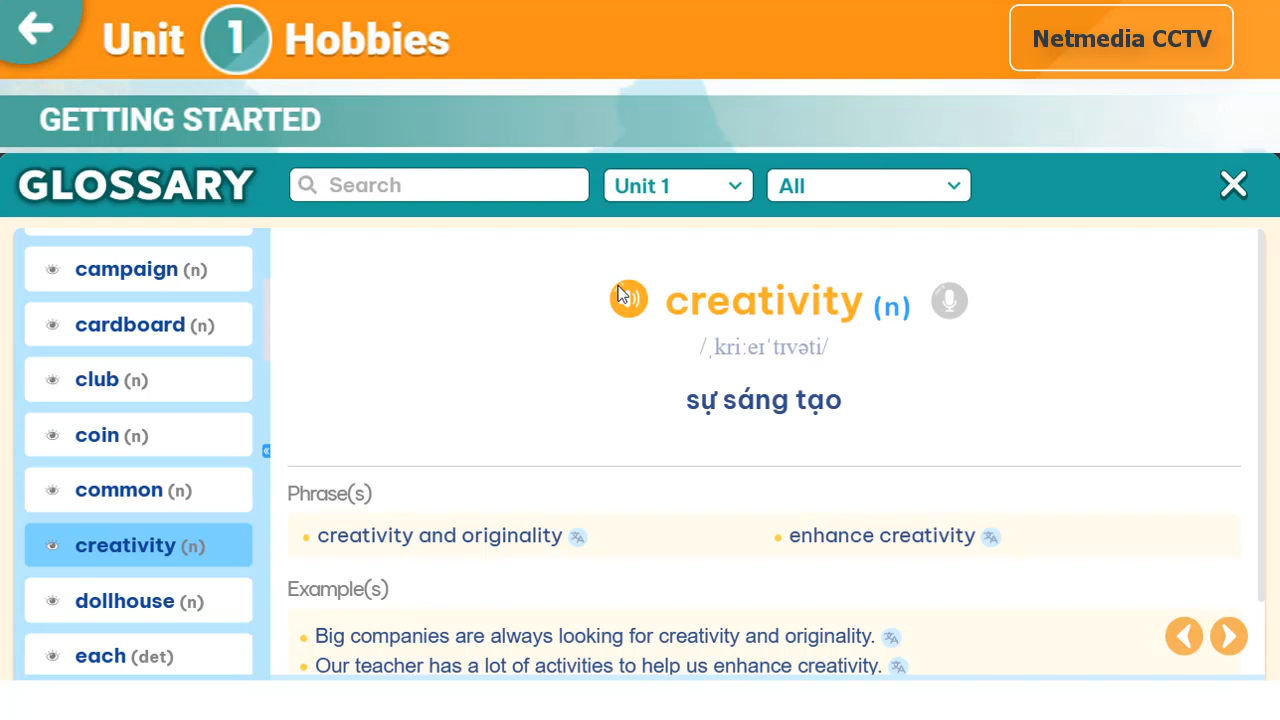 Unit 1 Hobbies
Netmedia CCTV
GETTING STARTED
GLOSSARY
Search
Unit 1
All
campaign (n)
cardboard (n)
club (n)
coin (n)
common (n)
creativity (n)
dollhouse (n)
each (det)
creativity (n)
/ˌkriːeɪˈtɪvəti/
sự sáng tạo
Phrase(s)
• creativity and originality
• enhance creativity
Example(s)
• Big companies are always looking for creativity and originality.
• Our teacher has a lot of activities to help us enhance creativity.